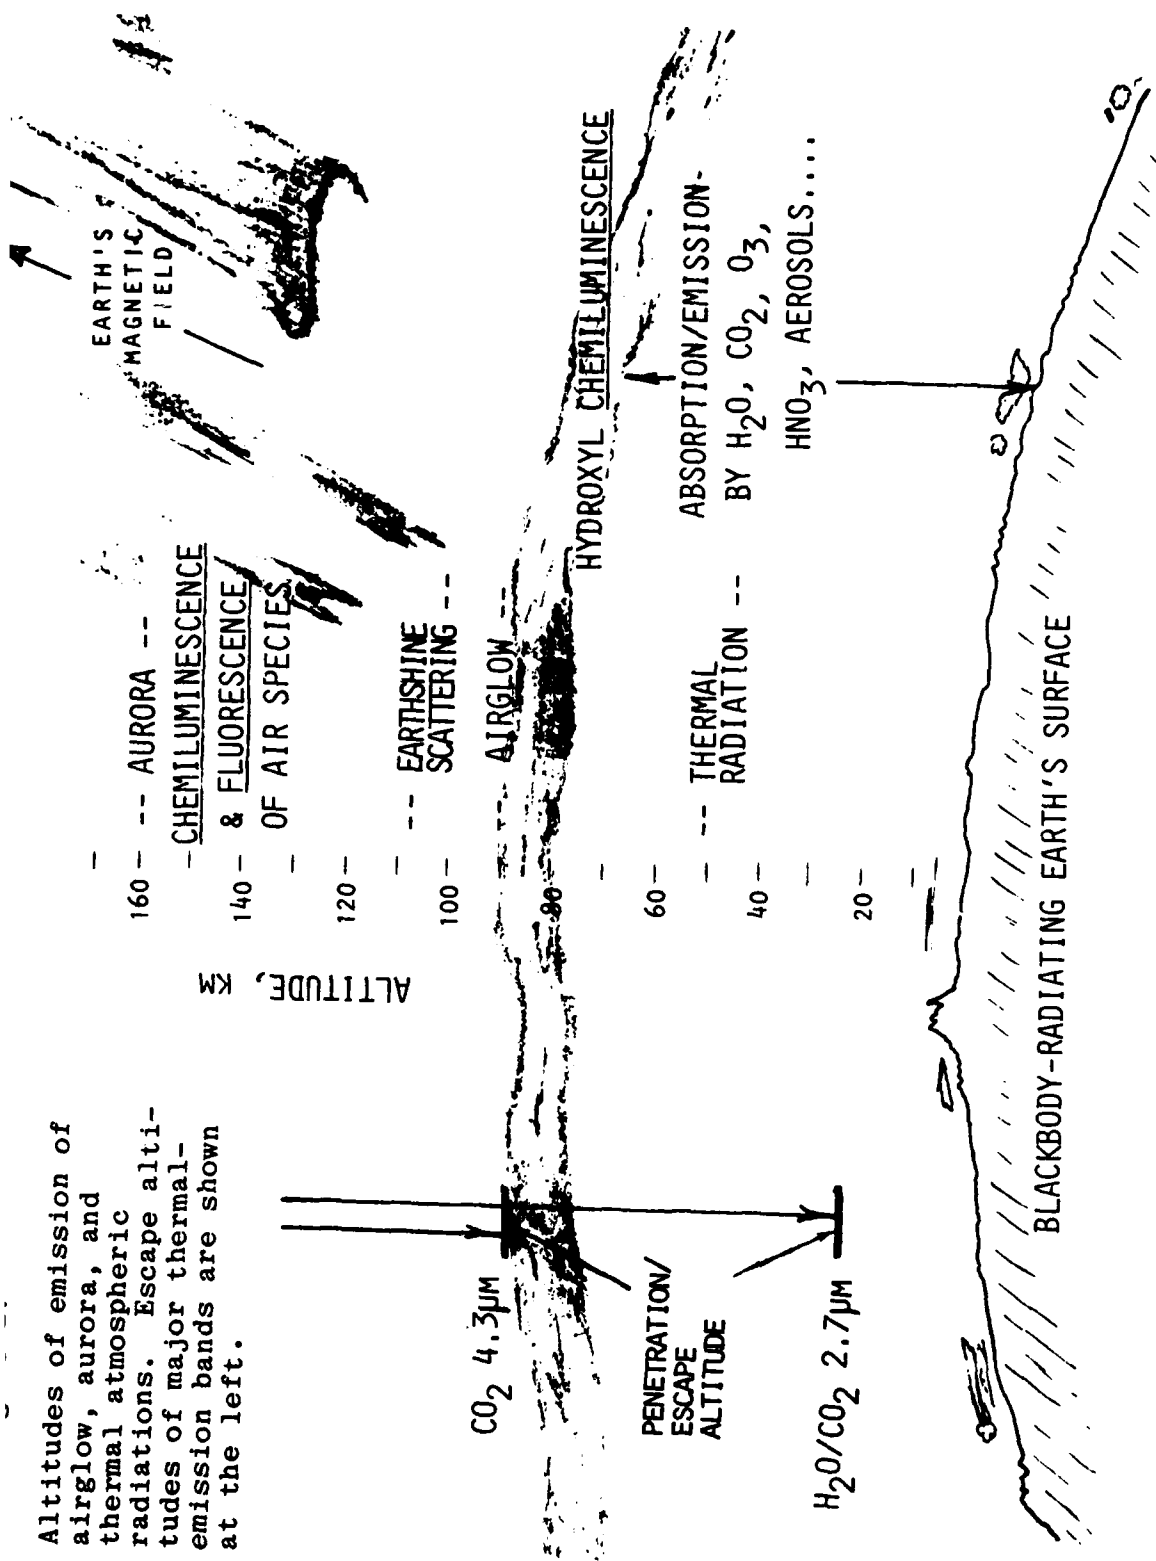 Altitudes of emission of
airglow, aurora, and
thermal atmospheric
radiations. Escape alti-
tudes of major thermal-
emission bands are shown
at the left.
EARTH'S
MAGNETIC
FIELD
ALTITUDE, KM
160
140
120
100
80
60
40
20
-- AURORA --
CHEMILUMINESCENCE
& FLUORESCENCE
OF AIR SPECIES
-- EARTHSHINE
SCATTERING --
AIRGLOW --
HYDROXYL CHEMILUMINESCENCE
-- THERMAL
RADIATION --
ABSORPTION/EMISSION-
BY H2O, CO2, O3,
HNO3, AEROSOLS....
CO2 4.3µM
PENETRATION/
ESCAPE
ALTITUDE
H2O/CO2 2.7µM
BLACKBODY-RADIATING EARTH'S SURFACE